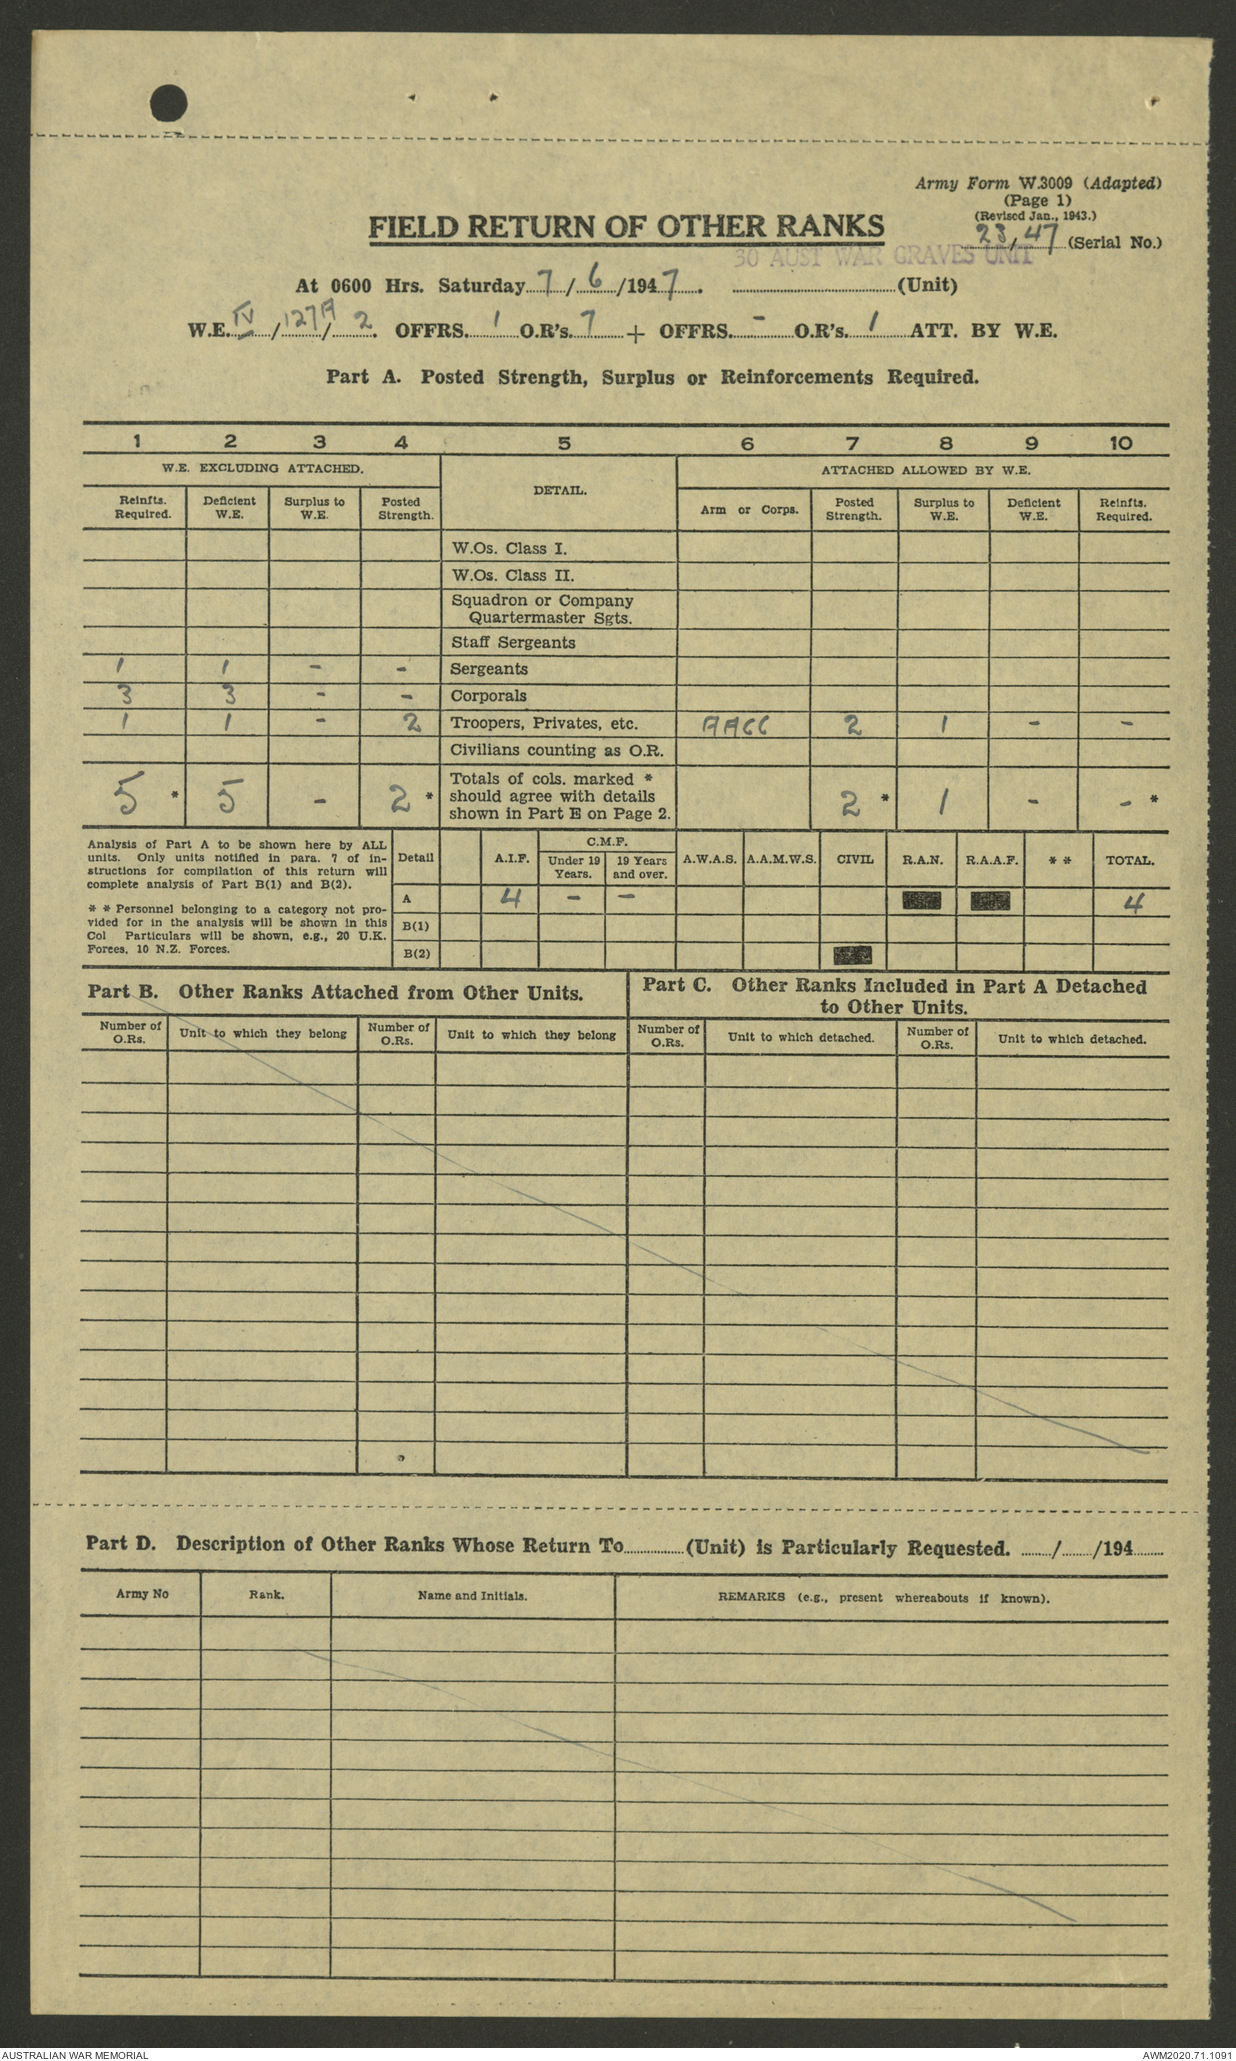 Army Form W.3009 (Adapted)
(Page 1)
(Revised Jan., 1943.)
23/47 (Serial No.)
FIELD RETURN OF OTHER RANKS
30 AUST WAR GRAVES UNIT
At 0600 Hrs. Saturday 7/6/1947. (Unit)
W.E. IV/127A/2. OFFRS. 1 O.R's. 7 + OFFRS. - O.R's. 1 ATT. BY W.E.
Part A. Posted Strength, Surplus or Reinforcements Required.
1 2 3 4 5 6 7 8 9 10
W.E. EXCLUDING ATTACHED. DETAIL. ATTACHED ALLOWED BY W.E.
Reinfts. Required. Deficient W.E. Surplus to W.E. Posted Strength. Arm or Corps. Posted Strength. Surplus to W.E. Deficient W.E. Reinfts. Required.
W.Os. Class I.
W.Os. Class II.
Squadron or Company
Quartermaster Sgts.
Staff Sergeants
1 1 - - Sergeants
3 3 - - Corporals
1 1 - 2 Troopers, Privates, etc. AACC 2 1 - -
Civilians counting as O.R.
5 * 5 - 2 * Totals of cols. marked * should agree with details shown in Part E on Page 2. 2 * 1 - - *
Analysis of Part A to be shown here by ALL
units. Only units notified in para. 7 of in-
structions for compilation of this return will
complete analysis of Part B(1) and B(2).
* * Personnel belonging to a category not pro-
vided for in the analysis will be shown in this
Col Particulars will be shown, e.g., 20 U.K.
Forces, 10 N.Z. Forces.
Detail A.I.F. C.M.F. Under 19 Years. 19 Years and over. A.W.A.S. A.A.M.W.S. CIVIL R.A.N. R.A.A.F. * * TOTAL.
A 4 - - 4
B(1)
B(2)
Part B. Other Ranks Attached from Other Units.
Part C. Other Ranks Included in Part A Detached
to Other Units.
Number of O.Rs. Unit to which they belong Number of O.Rs. Unit to which they belong Number of O.Rs. Unit to which detached. Number of O.Rs. Unit to which detached.
Part D. Description of Other Ranks Whose Return To (Unit) is Particularly Requested. / /194
Army No Rank. Name and Initials. REMARKS (e.g., present whereabouts if known).
AUSTRALIAN WAR MEMORIAL AWM2020.71.1091